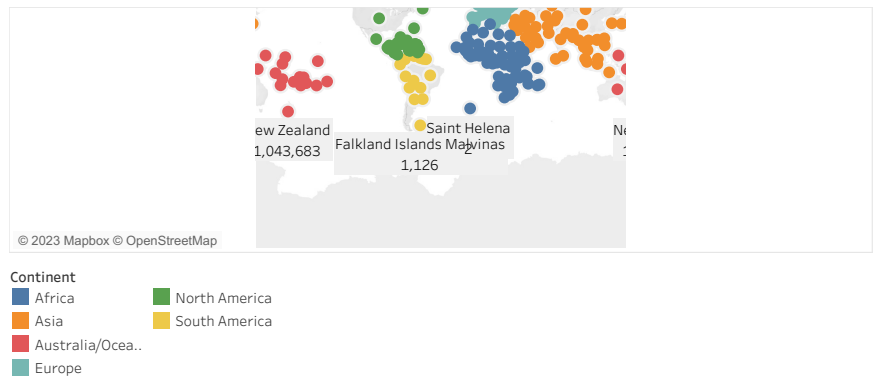 Saint Helena
2
ew Zealand
1,043,683
Falkland Islands Malvinas
1,126
Ne
© 2023 Mapbox © OpenStreetMap
Continent
Africa
North America
Asia
South America
Australia/Ocea..
Europe